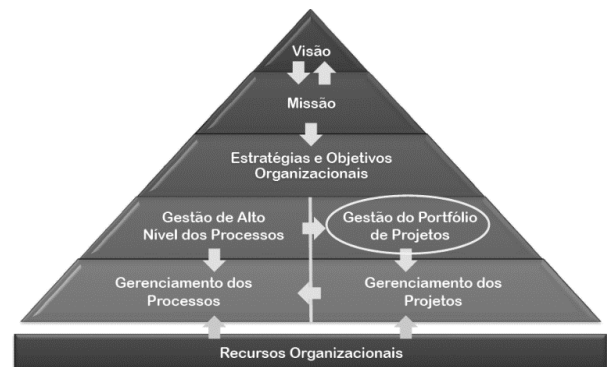 Visão
Missão
Estratégias e Objetivos
Organizacionais
Gestão de Alto
Nível dos Processos
Gestão do Portfólio
de Projetos
Gerenciamento dos
Processos
Gerenciamento dos
Projetos
Recursos Organizacionais